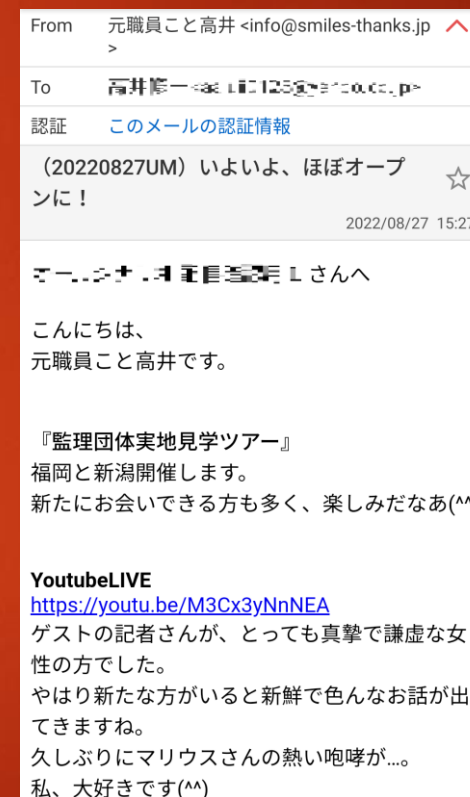 From 元職員こと高井 <info@smiles-thanks.jp
>
To
認証 このメールの認証情報
(20220827UM)いよいよ、ほぼオープ
ンに!
2022/08/27 15:27
さんへ
こんにちは、
元職員こと高井です。
『監理団体実地見学ツアー』
福岡と新潟開催します。
新たにお会いできる方も多く、楽しみだなあ(^^
YoutubeLIVE
https://youtu.be/M3Cx3yNnNEA
ゲストの記者さんが、とっても真摯で謙虚な女
性の方でした。
やはり新たな方がいると新鮮で色んなお話が出
てきますね。
久しぶりにマリウスさんの熱い咆哮が…。
私、大好きです(^^)